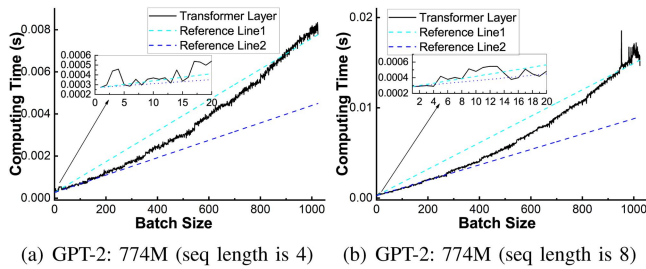 Transformer Layer
Reference Line1
Reference Line2
Computing Time (s)
0.008
0.006
0.004
0.002
0.000
0.0006
0.0005
0.0004
0.0003
0.0002
0 5 10 15 20
0 200 400 600 800 1000
Batch Size
(a) GPT-2: 774M (seq length is 4)
Transformer Layer
Reference Line1
Reference Line2
Computing Time (s)
0.02
0.01
0.00
0.0006
0.0004
0.0002
2 4 6 8 10 12 14 16 18 20
0 200 400 600 800 1000
Batch Size
(b) GPT-2: 774M (seq length is 8)